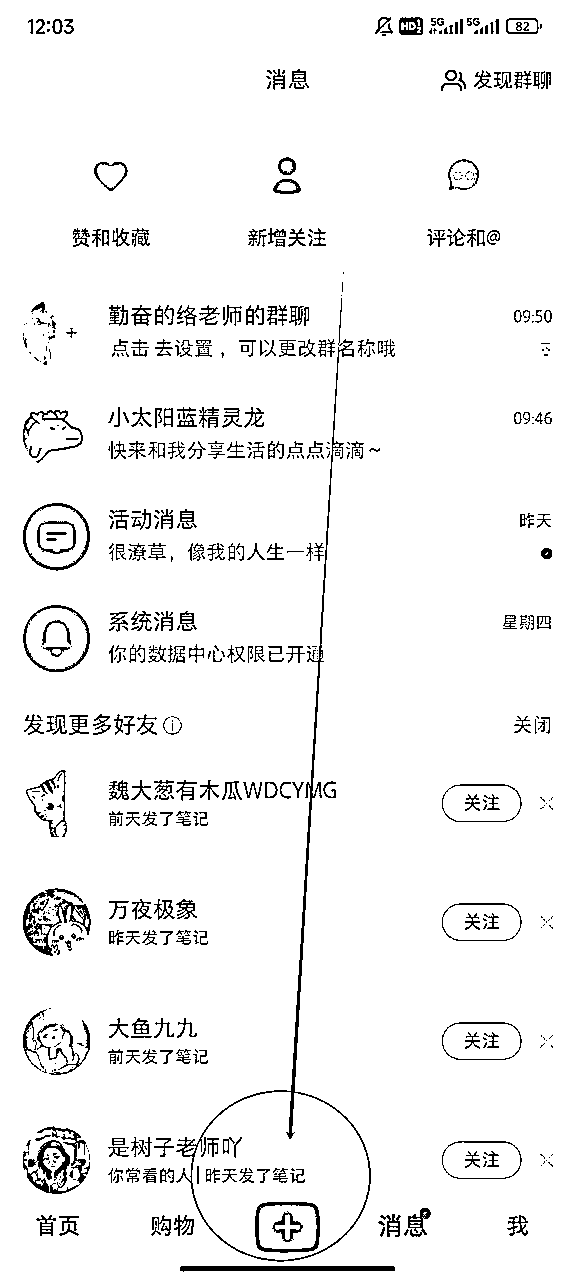 12:03
HD 5G 5G 82
消息
发现群聊
赞和收藏
新增关注
评论和@
勤奋的络老师的群聊
09:50
点击 去设置 ，可以更改群名称哦
小太阳蓝精灵龙
09:46
快来和我分享生活的点点滴滴～
活动消息
昨天
很潦草，像我的人生一样
系统消息
星期四
你的数据中心权限已开通
发现更多好友
关闭
魏大葱有木瓜WDCYMG
前天发了笔记
关注
万夜极象
昨天发了笔记
关注
大鱼九九
前天发了笔记
关注
是树子老师吖
你常看的人 | 昨天发了笔记
关注
首页
购物
消息
我